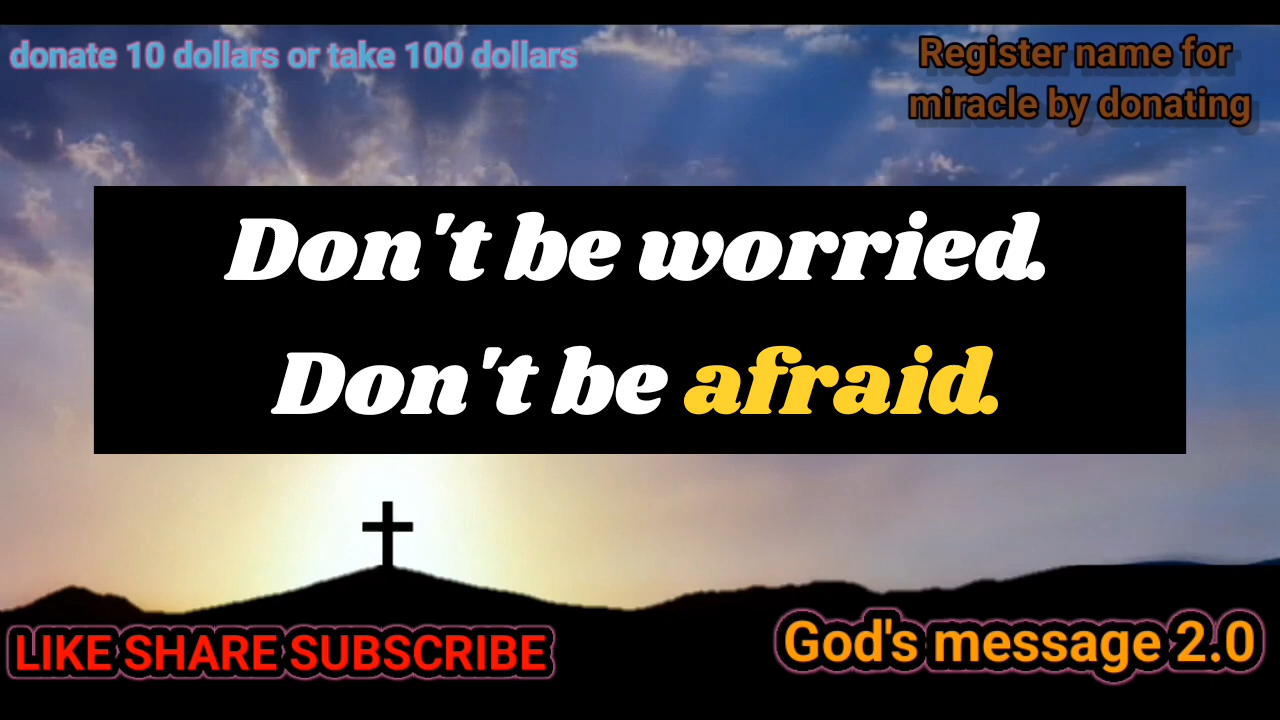 donate 10 dollars or take 100 dollars
Register name for
miracle by donating
Don't be worried.
Don't be afraid.
LIKE SHARE SUBSCRIBE
God's message 2.0